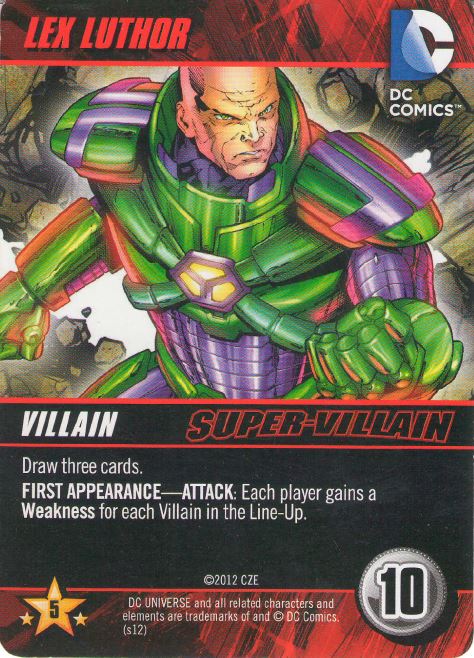 LEX LUTHOR
DC
COMICS™
VILLAIN
SUPER-VILLAIN
Draw three cards.
FIRST APPEARANCE—ATTACK: Each player gains a
Weakness for each Villain in the Line-Up.
©2012 CZE
5
10
DC UNIVERSE and all related characters and
elements are trademarks of and © DC Comics.
(s12)